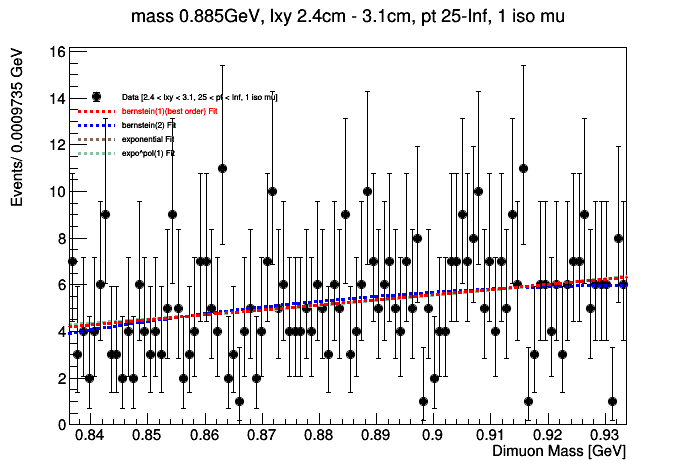 mass 0.885GeV, lxy 2.4cm - 3.1cm, pt 25-Inf, 1 iso mu
Events/ 0.0009735 GeV
16
14
12
10
8
6
4
2
0
Data [2.4 < lxy < 3.1, 25 < pt < Inf, 1 iso mu]
bernstein(1)(best order) Fit
bernstein(2) Fit
exponential Fit
expo*pol(1) Fit
0.84 0.85 0.86 0.87 0.88 0.89 0.9 0.91 0.92 0.93
Dimuon Mass [GeV]